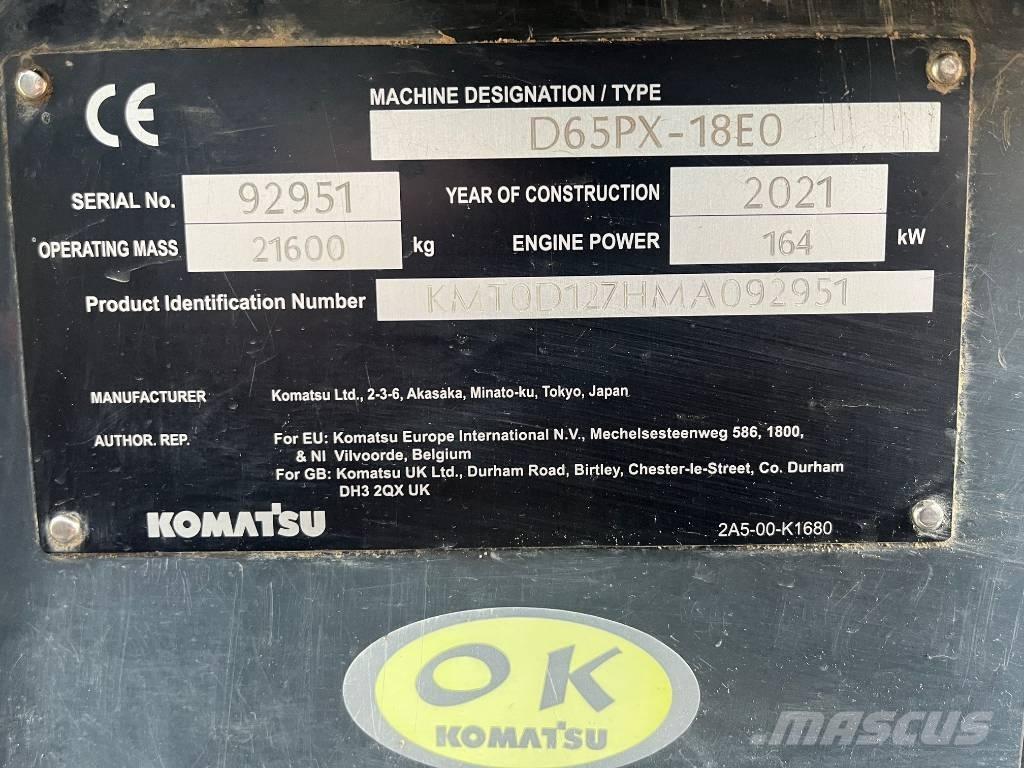 CE
MACHINE DESIGNATION / TYPE
D65PX-18E0
SERIAL No. 92951 YEAR OF CONSTRUCTION 2021
OPERATING MASS 21600 kg ENGINE POWER 164 kW
Product Identification Number KMT0D127HMA092951
MANUFACTURER Komatsu Ltd., 2-3-6, Akasaka, Minato-ku, Tokyo, Japan
AUTHOR. REP. For EU: Komatsu Europe International N.V., Mechelsesteenweg 586, 1800,
& NI Vilvoorde, Belgium
For GB: Komatsu UK Ltd., Durham Road, Birtley, Chester-le-Street, Co. Durham
DH3 2QX UK
KOMATSU 2A5-00-K1680
OK
KOMATSU
MASCUS